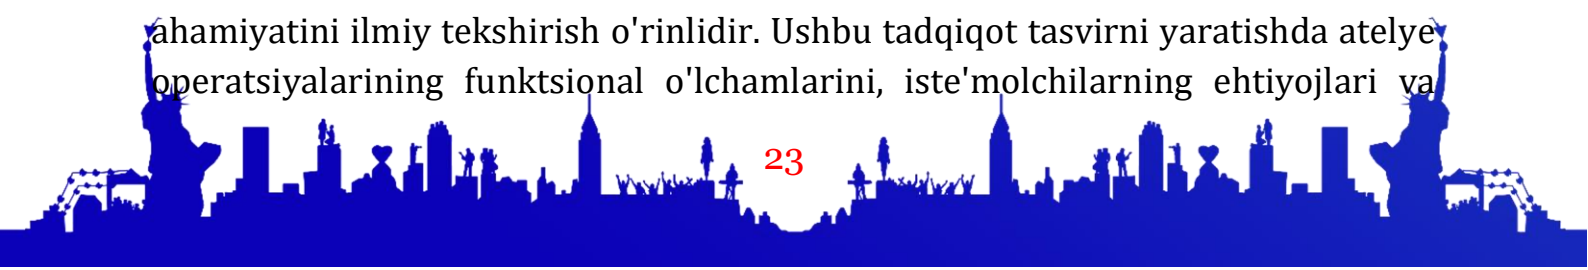 ahamiyatini ilmiy tekshirish o'rinlidir. Ushbu tadqiqot tasvirni yaratishda atelye
operatsiyalarining funktsional o'lchamlarini, iste'molchilarning ehtiyojlari va
23